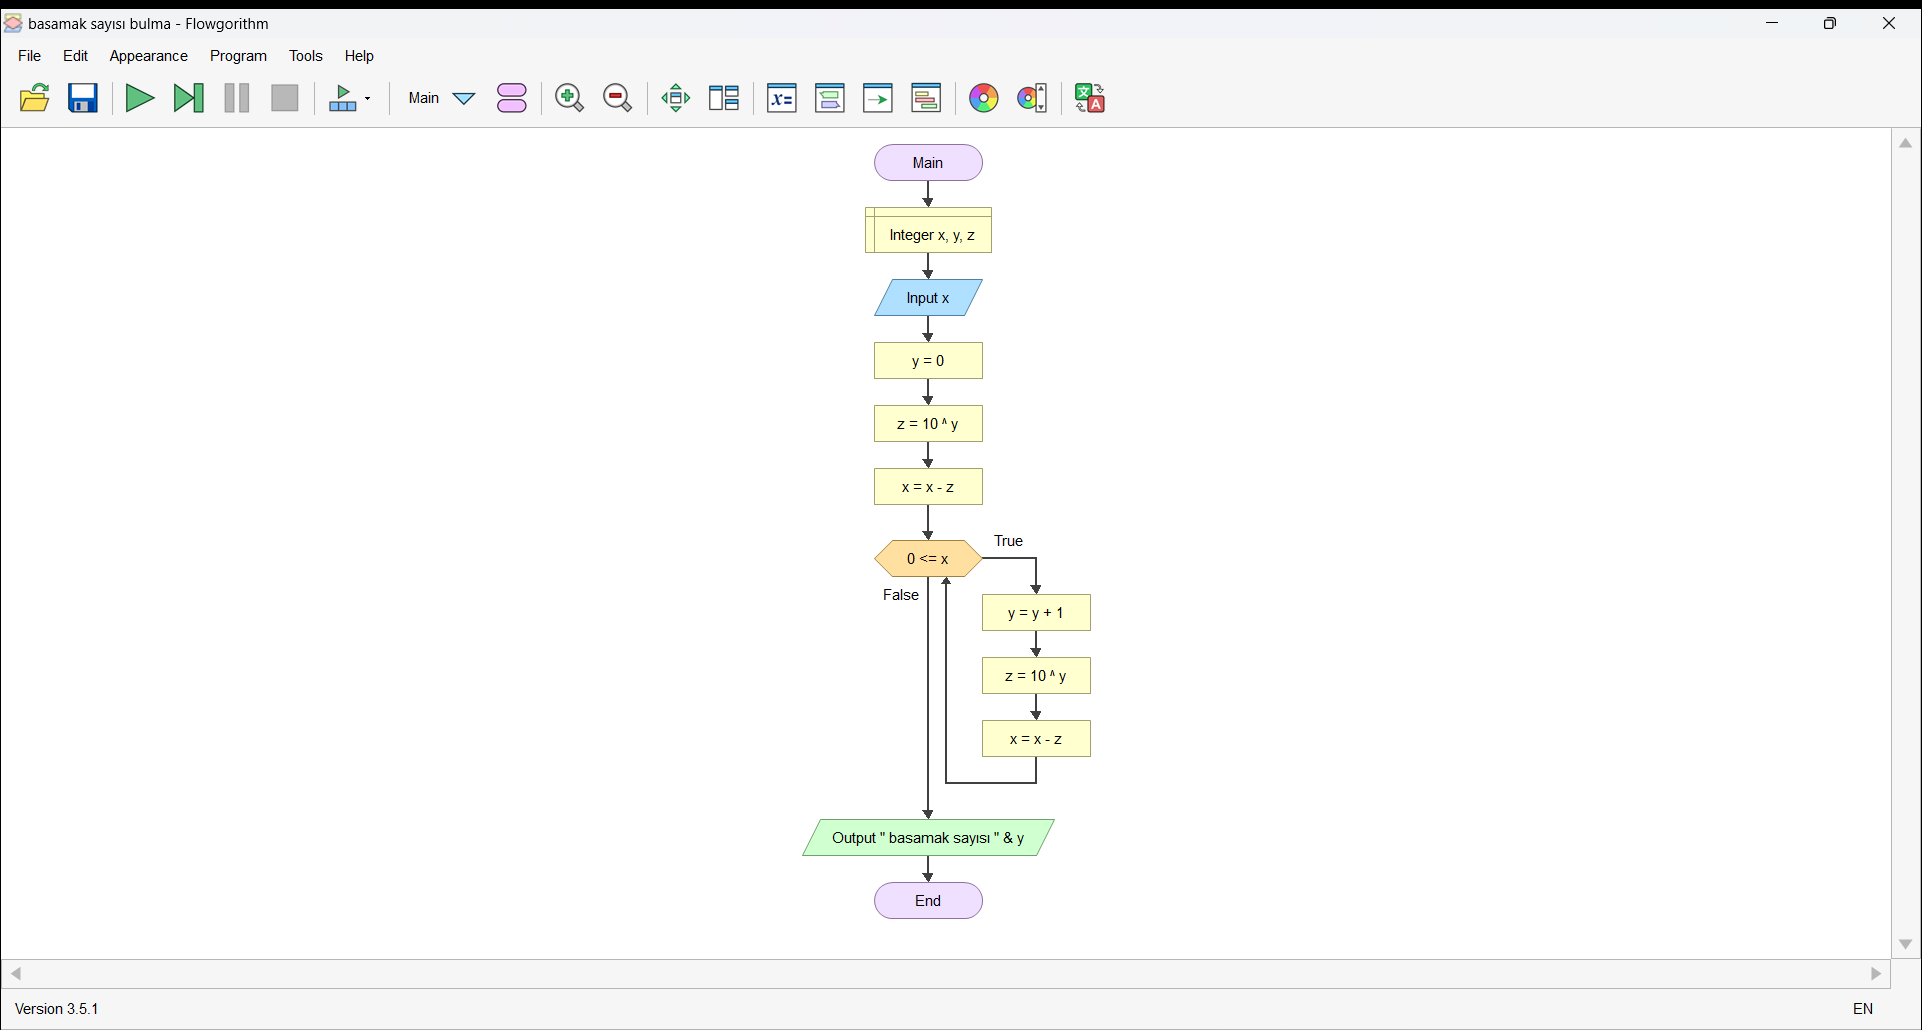 basamak sayısı bulma - Flowgorithm
File Edit Appearance Program Tools Help
Main
Main
Integer x, y, z
Input x
y = 0
z = 10 ^ y
x = x - z
0 <= x
True
False
y = y + 1
z = 10 ^ y
x = x - z
Output " basamak sayısı " & y
End
Version 3.5.1
EN